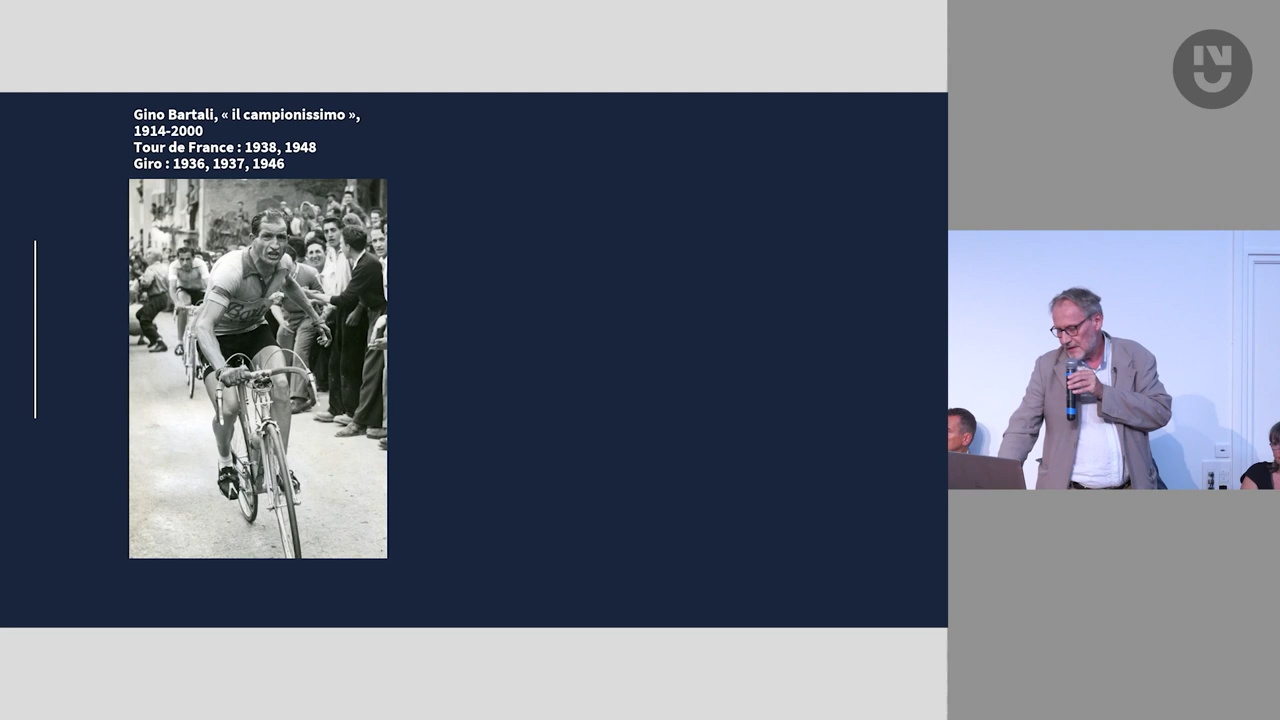 Gino Bartali, « il campionissimo »,
1914-2000
Tour de France : 1938, 1948
Giro : 1936, 1937, 1946